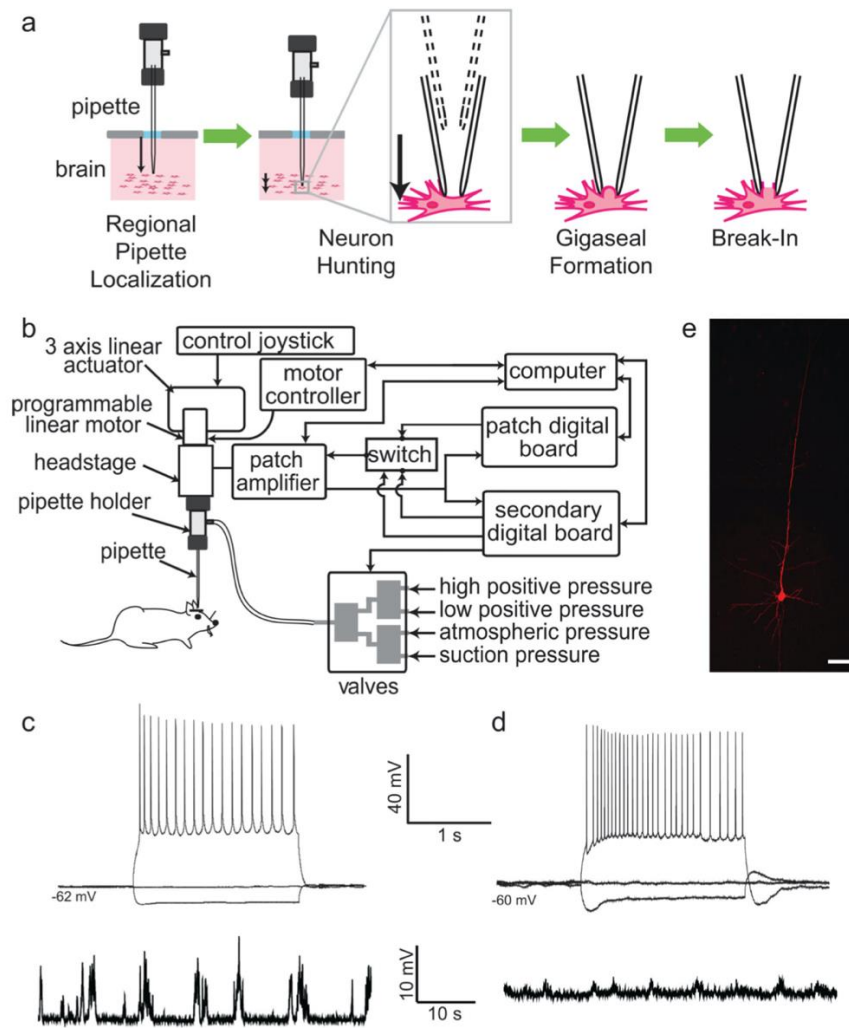 a
pipette
brain
Regional
Pipette
Localization
Neuron
Hunting
Gigaseal
Formation
Break-In
b
control joystick
3 axis linear
actuator
motor
controller
computer
programmable
linear motor
patch digital
board
switch
headstage
patch
amplifier
pipette holder
secondary
digital board
pipette
high positive pressure
low positive pressure
atmospheric pressure
suction pressure
valves
e
c
40 mV
1 s
-62 mV
10 mV
10 s
d
-60 mV